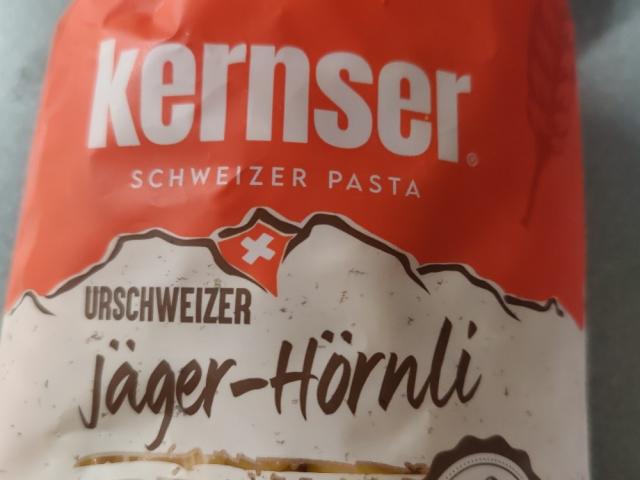 kernser®
SCHWEIZER PASTA
URSCHWEIZER
Jäger-Hörnli